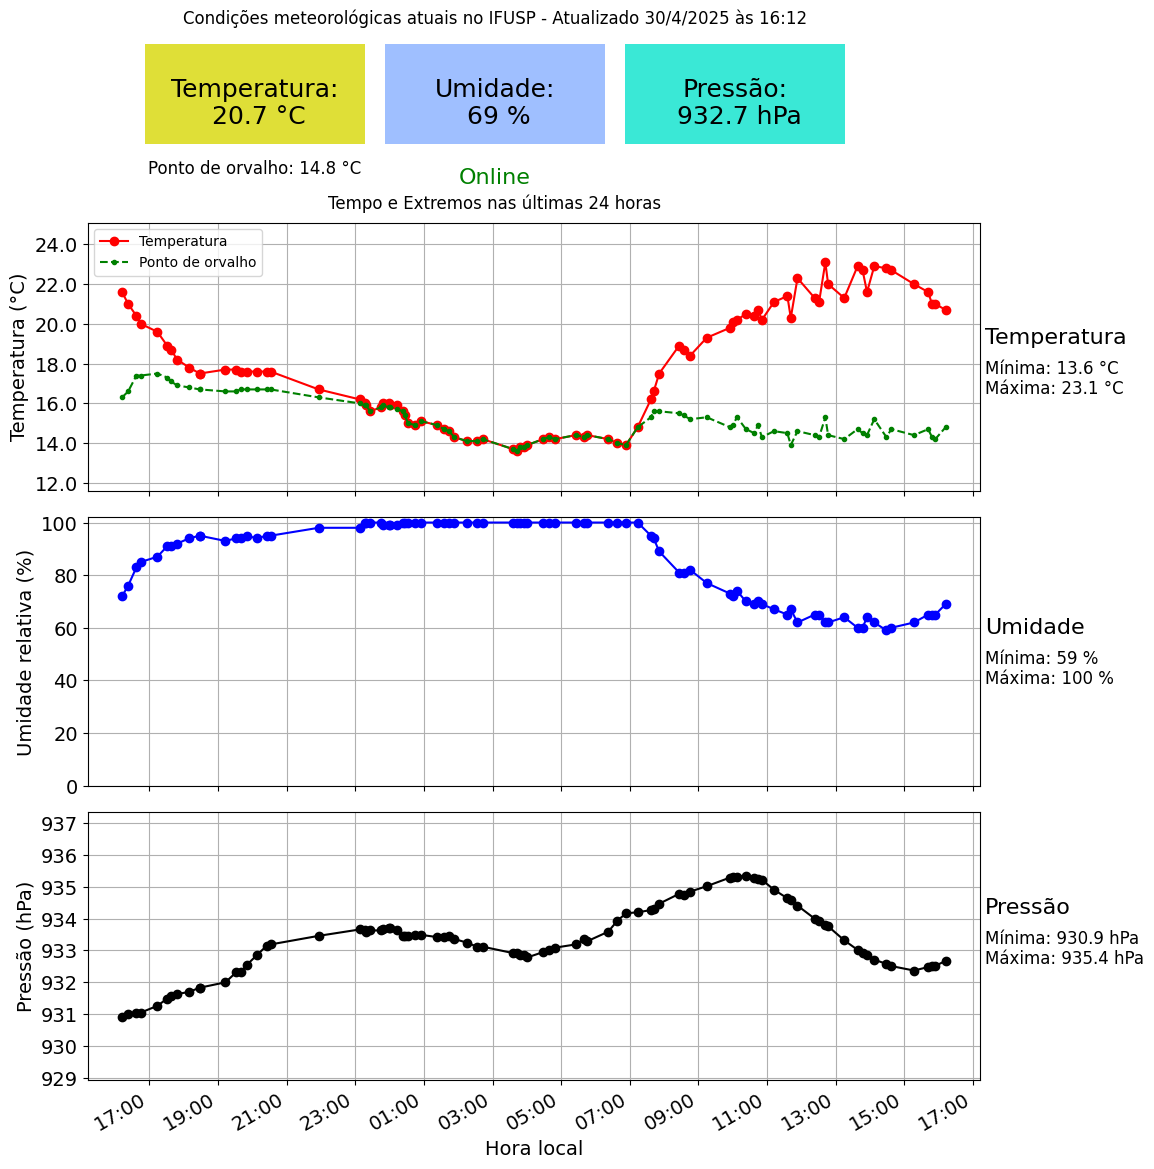 Condições meteorológicas atuais no IFUSP - Atualizado 30/4/2025 às 16:12
Temperatura:
20.7 °C
Umidade:
69 %
Pressão:
932.7 hPa
Ponto de orvalho: 14.8 °C
Online
Tempo e Extremos nas últimas 24 horas
Temperatura (°C)
24.0
22.0
20.0
18.0
16.0
14.0
12.0
Temperatura
Ponto de orvalho
Temperatura
Mínima: 13.6 °C
Máxima: 23.1 °C
Umidade relativa (%)
100
80
60
40
20
0
Umidade
Mínima: 59 %
Máxima: 100 %
Pressão (hPa)
937
936
935
934
933
932
931
930
929
Pressão
Mínima: 930.9 hPa
Máxima: 935.4 hPa
17:00 19:00 21:00 23:00 01:00 03:00 05:00 07:00 09:00 11:00 13:00 15:00 17:00
Hora local